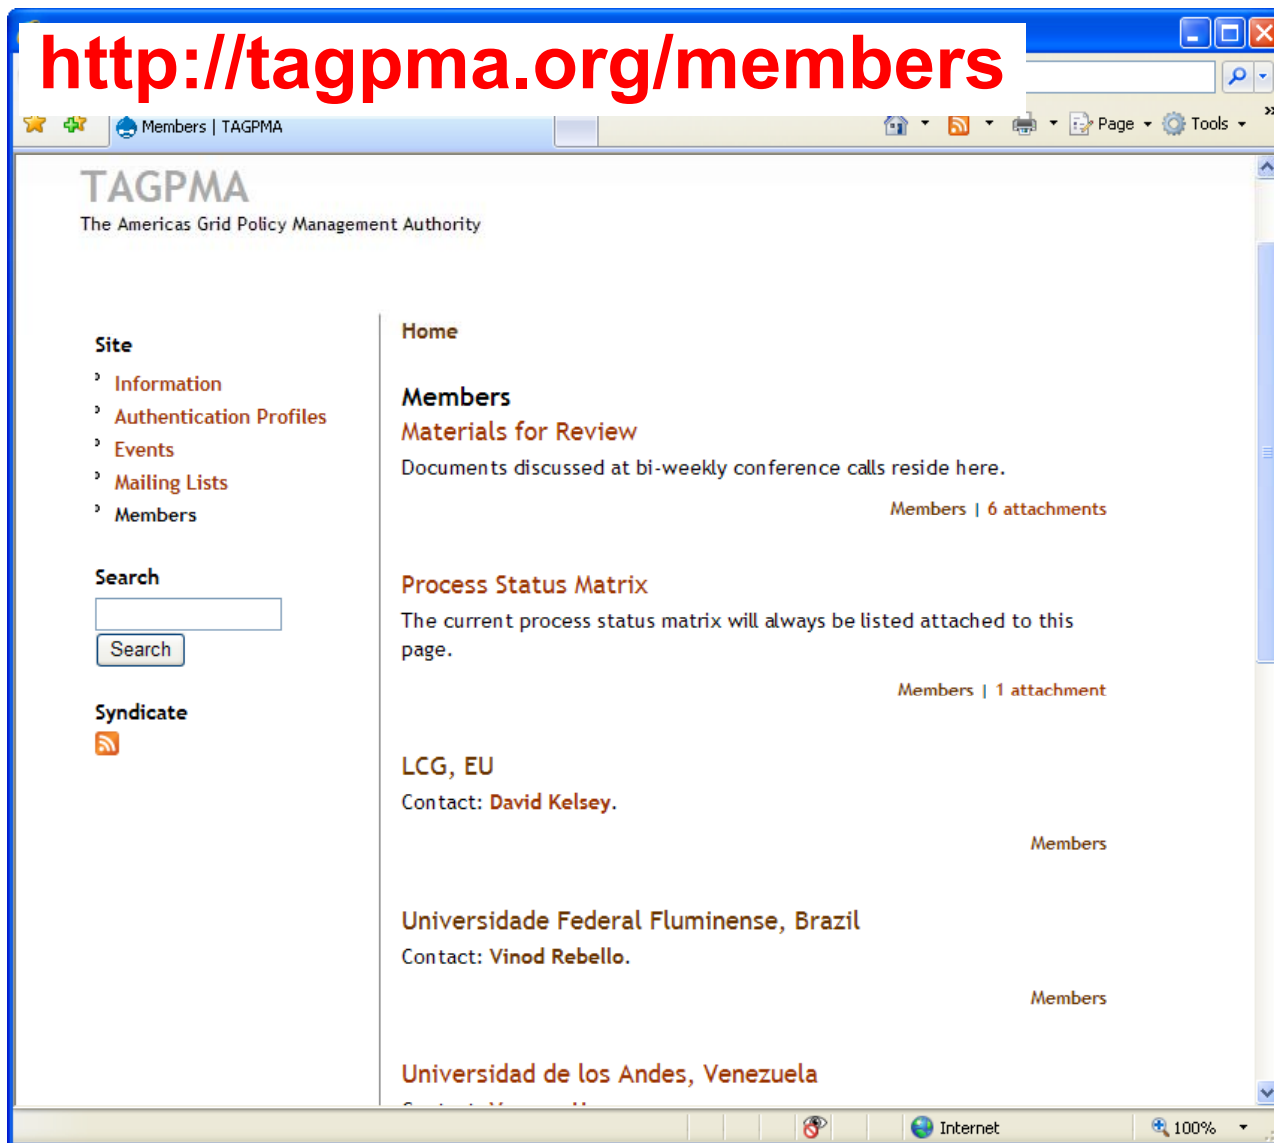 http://tagpma.org/members
Members | TAGPMA
Page
Tools
»
TAGPMA
The Americas Grid Policy Management Authority
Site
Information
Authentication Profiles
Events
Mailing Lists
Members
Search
Search
Syndicate
Home
Members
Materials for Review
Documents discussed at bi-weekly conference calls reside here.
Members | 6 attachments
Process Status Matrix
The current process status matrix will always be listed attached to this
page.
Members | 1 attachment
LCG, EU
Contact: David Kelsey.
Members
Universidade Federal Fluminense, Brazil
Contact: Vinod Rebello.
Members
Universidad de los Andes, Venezuela
Internet
100%